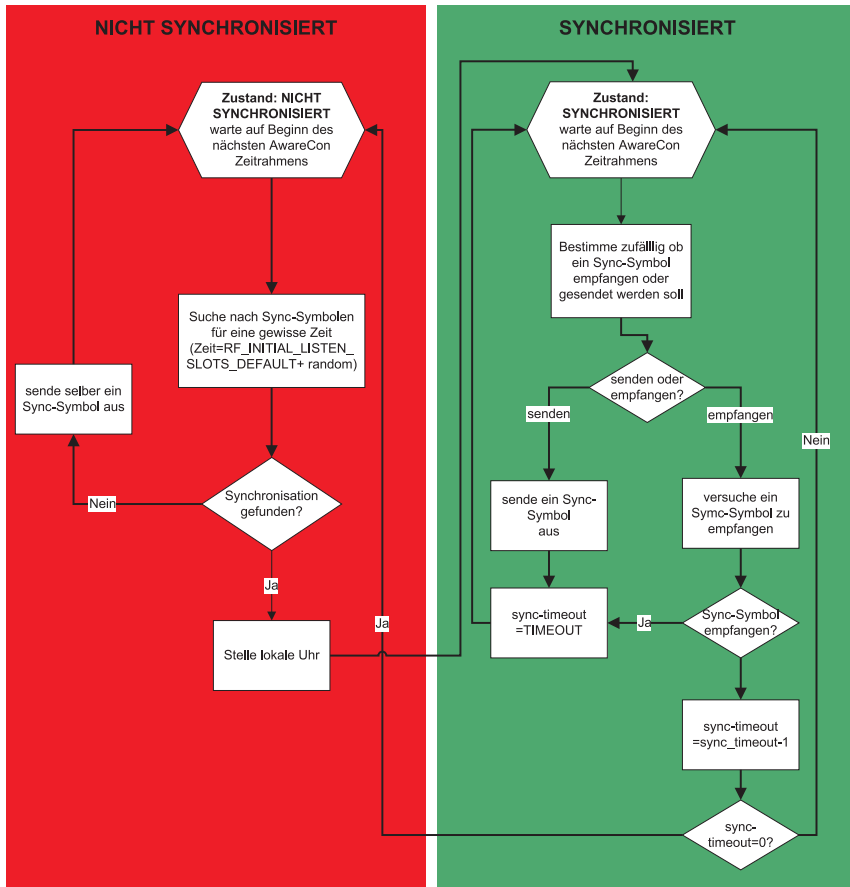 NICHT SYNCHRONISIERT
Zustand: NICHT
SYNCHRONISIERT
warte auf Beginn des
nächsten AwareCon
Zeitrahmens
Suche nach Sync-Symbolen
für eine gewisse Zeit
(Zeit=RF_INITIAL_LISTEN_
SLOTS_DEFAULT+ random)
sende selber ein
Sync-Symbol aus
Nein
Synchronisation
gefunden?
Ja
Stelle lokale Uhr
Ja
SYNCHRONISIERT
Zustand:
SYNCHRONISIERT
warte auf Beginn des
nächsten AwareCon
Zeitrahmens
Bestimme zufälllig ob
ein Sync-Symbol
empfangen oder
gesendet werden soll
senden oder
empfangen?
senden
empfangen
Nein
sende ein Sync-
Symbol
aus
versuche ein
Symc-Symbol zu
empfangen
sync-timeout
=TIMEOUT
Ja
Sync-Symbol
empfangen?
sync-timeout
=sync_timeout-1
sync-
timeout=0?